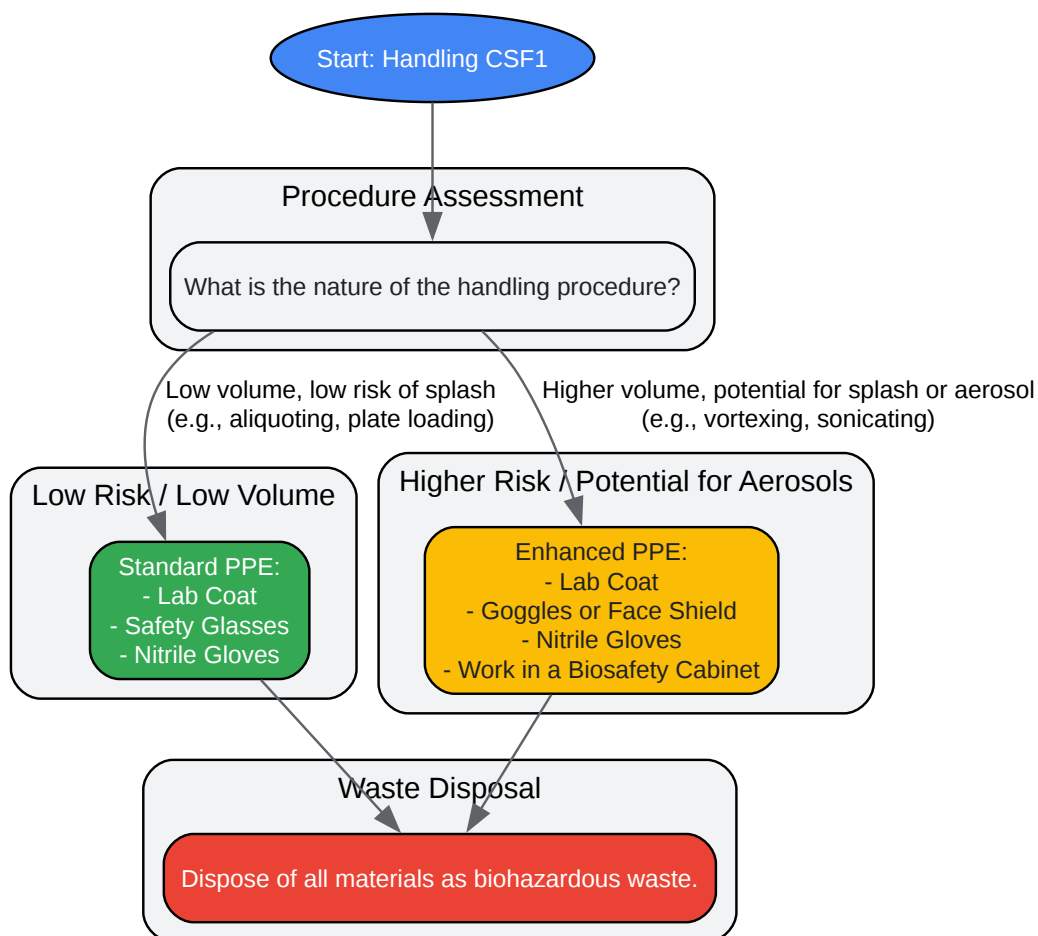 Start: Handling CSF1
Procedure Assessment
What is the nature of the handling procedure?
Low volume, low risk of splash
(e.g., aliquoting, plate loading)
Higher volume, potential for splash or aerosol
(e.g., vortexing, sonicating)
Low Risk / Low Volume
Standard PPE:
- Lab Coat
- Safety Glasses
- Nitrile Gloves
Higher Risk / Potential for Aerosols
Enhanced PPE:
- Lab Coat
- Goggles or Face Shield
- Nitrile Gloves
- Work in a Biosafety Cabinet
Waste Disposal
Dispose of all materials as biohazardous waste.